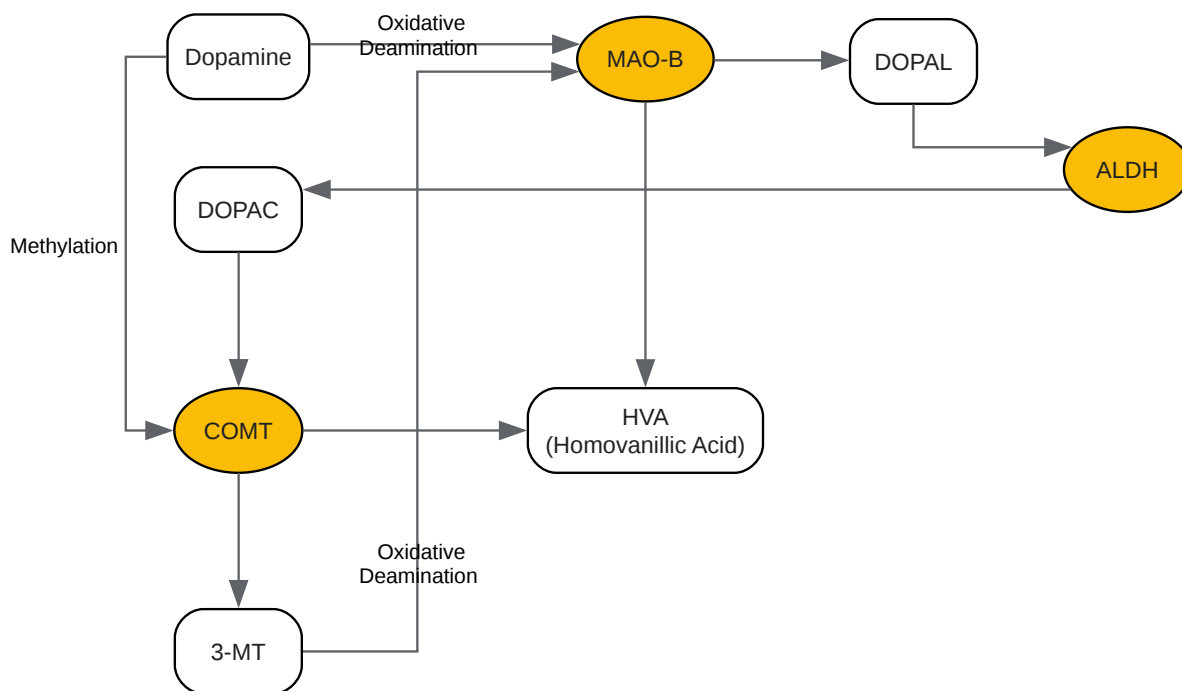 Oxidative
Deamination
Dopamine
MAO-B
DOPAL
ALDH
DOPAC
Methylation
COMT
HVA
(Homovanillic Acid)
Oxidative
Deamination
3-MT